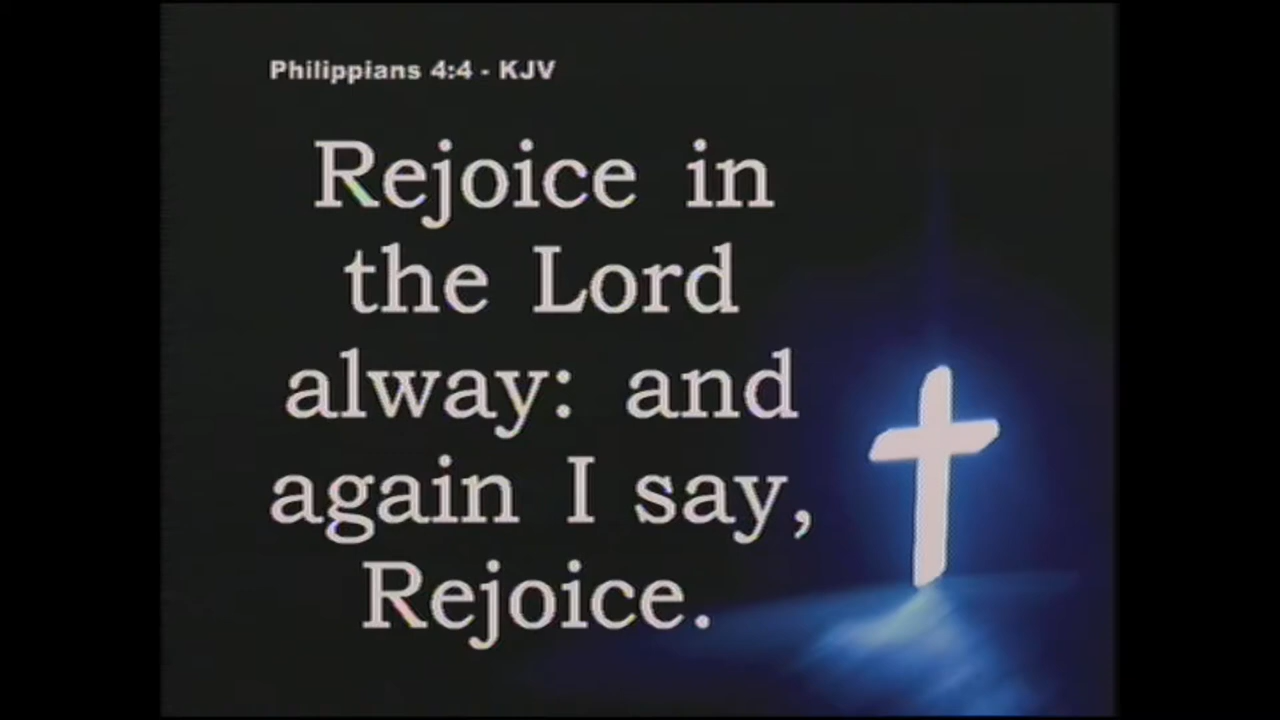 Philippians 4:4 - KJV
Rejoice in
the Lord
alway: and
again I say,
Rejoice.